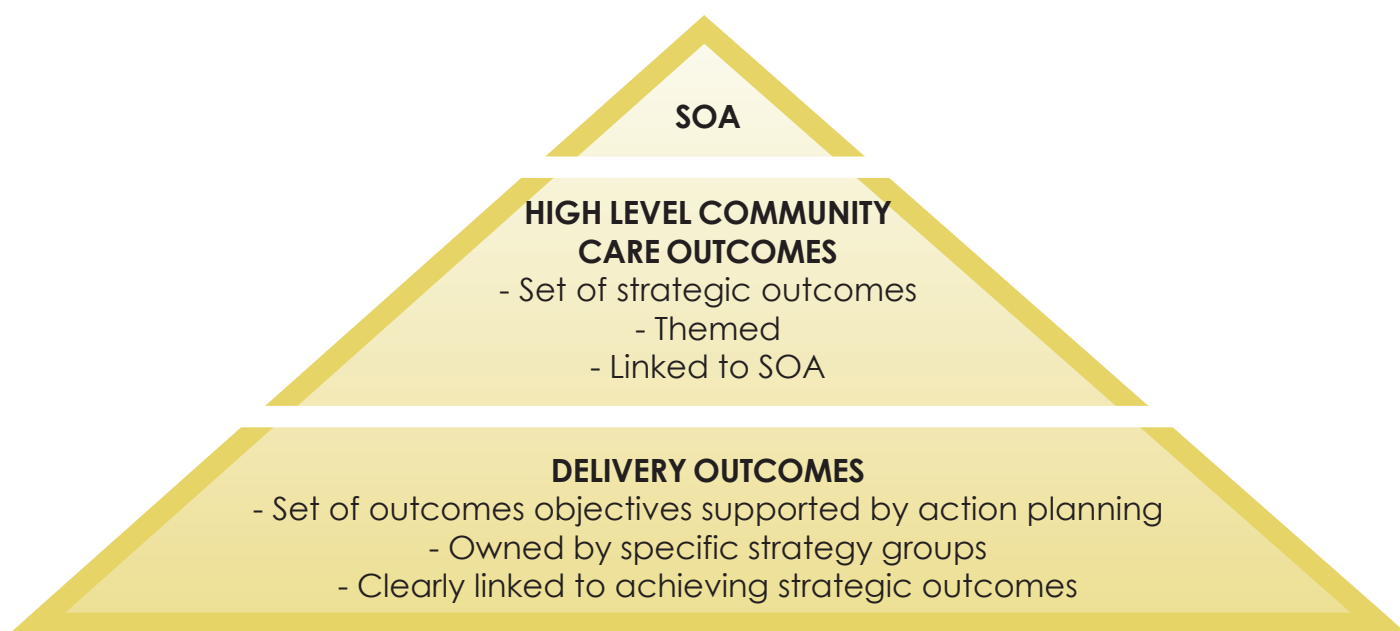 SOA
HIGH LEVEL COMMUNITY
CARE OUTCOMES
- Set of strategic outcomes
- Themed
- Linked to SOA
DELIVERY OUTCOMES
- Set of outcomes objectives supported by action planning
- Owned by specific strategy groups
- Clearly linked to achieving strategic outcomes